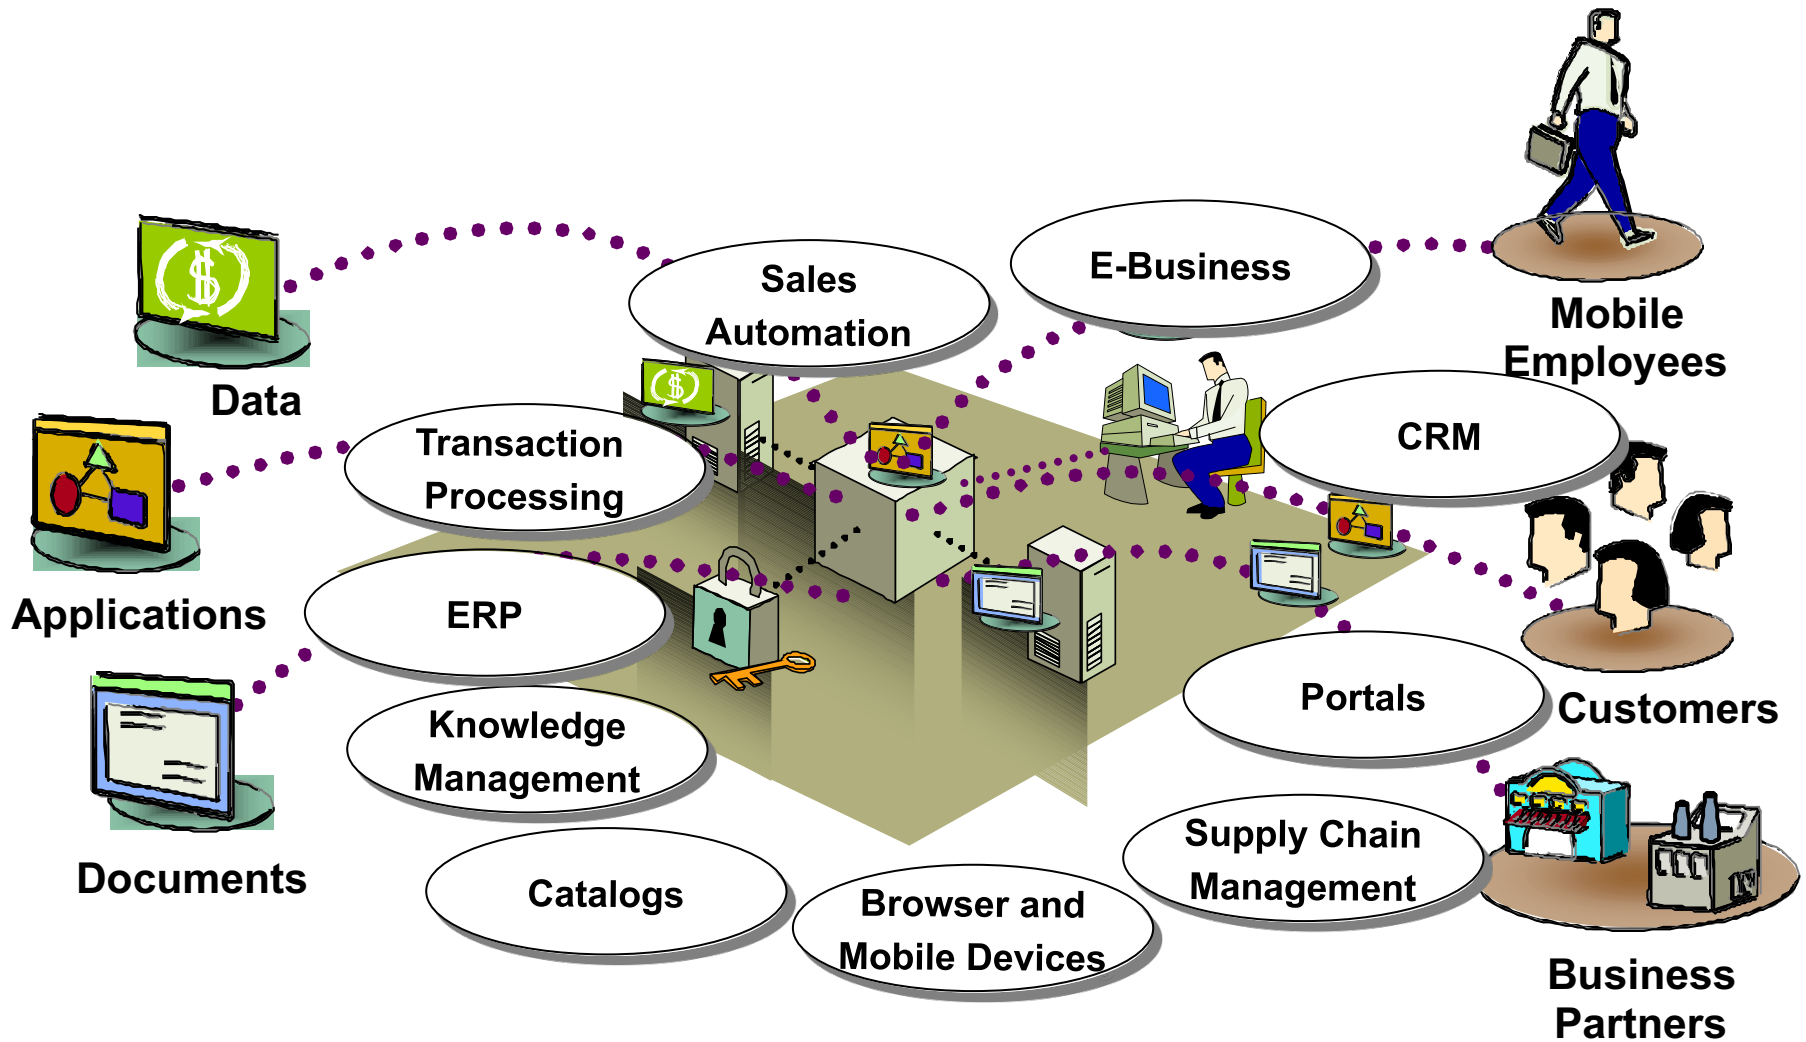 Mobile
Employees
E-Business
Sales
Automation
Data
CRM
Transaction
Processing
Applications
ERP
Portals
Customers
Knowledge
Management
Supply Chain
Management
Documents
Catalogs
Browser and
Mobile Devices
Business
Partners